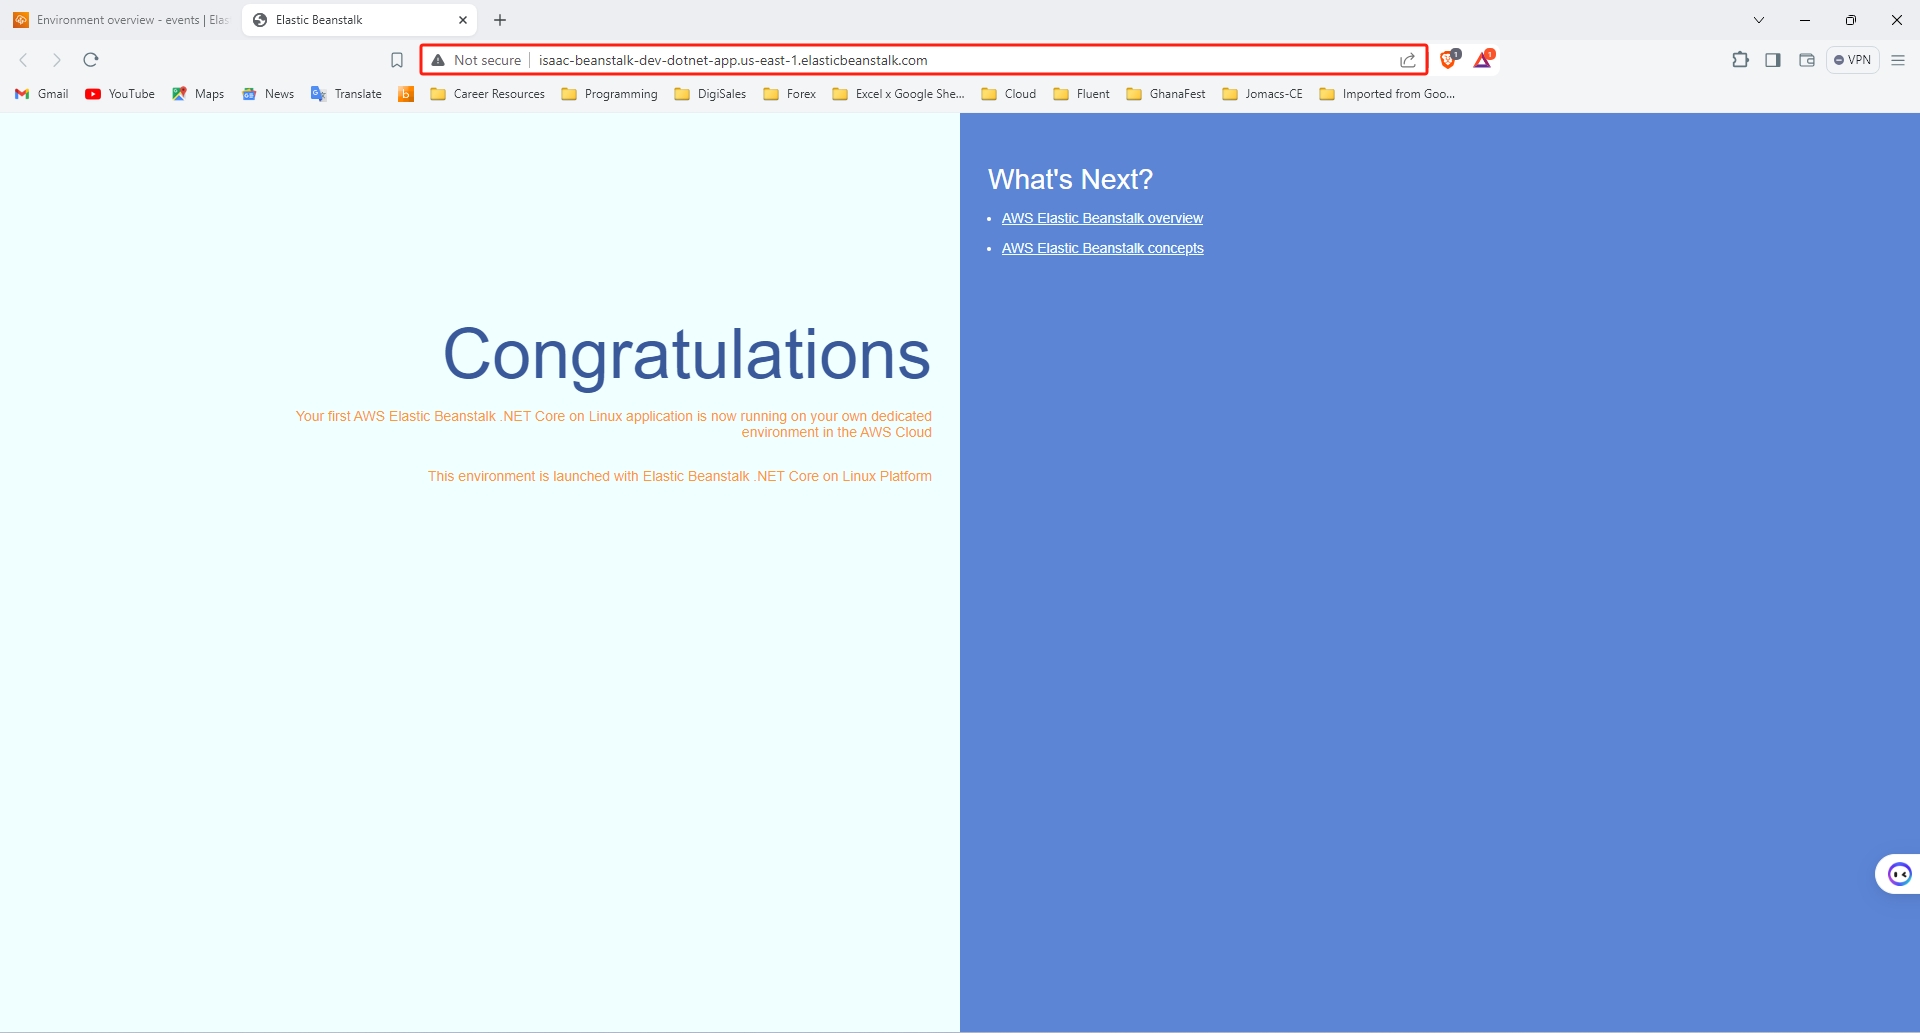 Environment overview - events | Elas
Elastic Beanstalk
Not secure
isaac-beanstalk-dev-dotnet-app.us-east-1.elasticbeanstalk.com
1
1
VPN
Gmail
YouTube
Maps
News
Translate
b
Career Resources
Programming
DigiSales
Forex
Excel x Google She...
Cloud
Fluent
GhanaFest
Jomacs-CE
Imported from Goo...
Congratulations
Your first AWS Elastic Beanstalk .NET Core on Linux application is now running on your own dedicated
environment in the AWS Cloud
This environment is launched with Elastic Beanstalk .NET Core on Linux Platform
What's Next?
• AWS Elastic Beanstalk overview
• AWS Elastic Beanstalk concepts